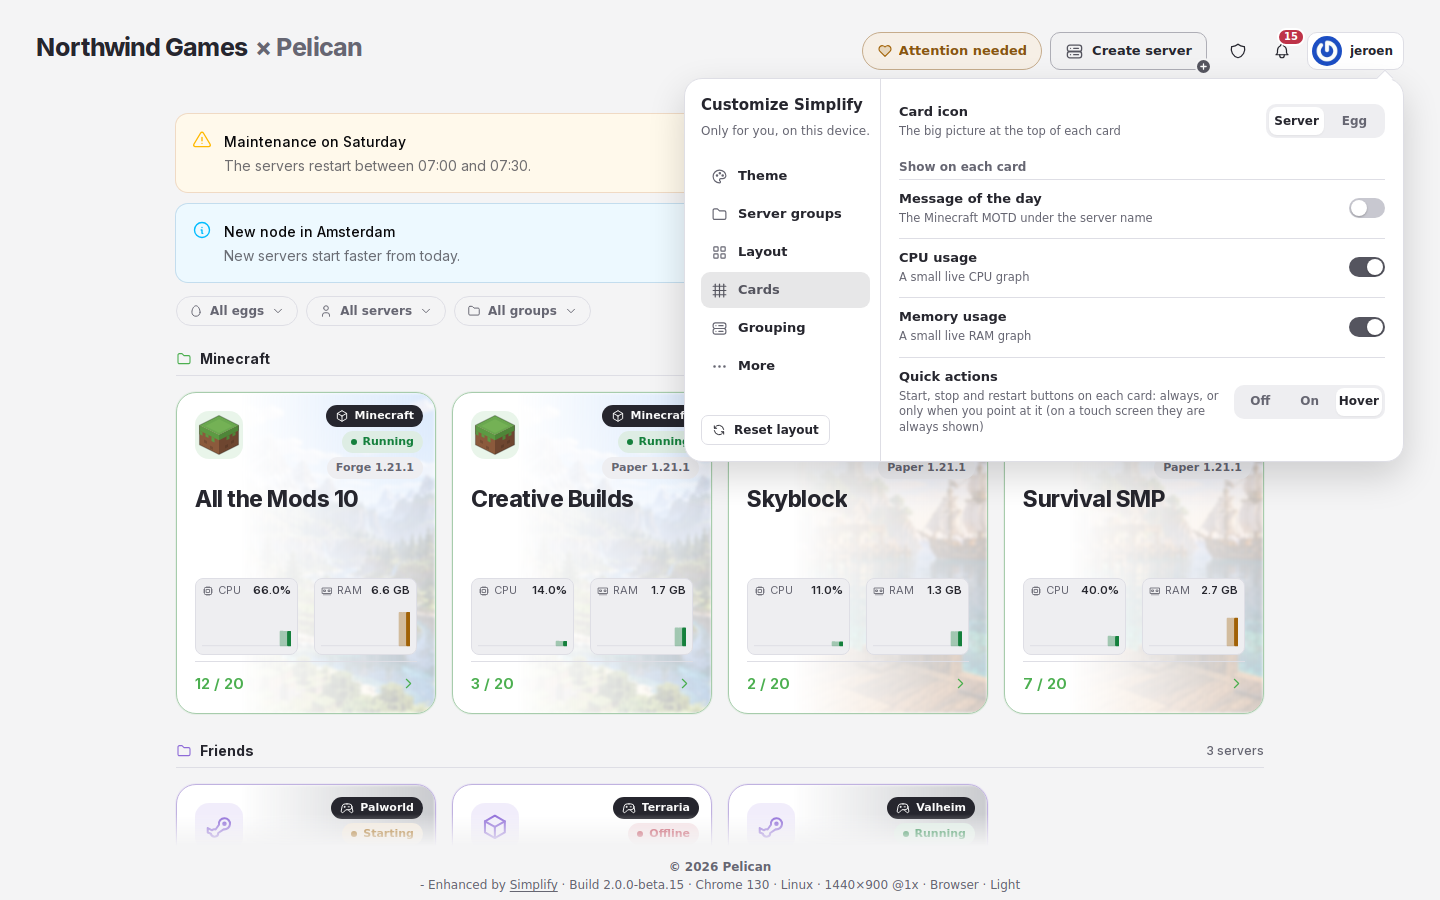 Northwind Games × Pelican
Attention needed
Create server
15
jeroen
Maintenance on Saturday
The servers restart between 07:00 and 07:30.
New node in Amsterdam
New servers start faster from today.
All eggs
All servers
All groups
Customize Simplify
Only for you, on this device.
Theme
Server groups
Layout
Cards
Grouping
More
Reset layout
Card icon
The big picture at the top of each card
Server
Egg
Show on each card
Message of the day
The Minecraft MOTD under the server name
CPU usage
A small live CPU graph
Memory usage
A small live RAM graph
Quick actions
Start, stop and restart buttons on each card: always, or
only when you point at it (on a touch screen they are
always shown)
Off
On
Hover
Minecraft
Minecraft
Running
Forge 1.21.1
All the Mods 10
CPU 66.0%
RAM 6.6 GB
12 / 20
Minecraft
Running
Paper 1.21.1
Creative Builds
CPU 14.0%
RAM 1.7 GB
3 / 20
Paper 1.21.1
Skyblock
CPU 11.0%
RAM 1.3 GB
2 / 20
Paper 1.21.1
Survival SMP
CPU 40.0%
RAM 2.7 GB
7 / 20
Friends
3 servers
Palworld
Starting
Terraria
Offline
Valheim
Running
© 2026 Pelican
- Enhanced by Simplify · Build 2.0.0-beta.15 · Chrome 130 · Linux · 1440×900 @1x · Browser · Light